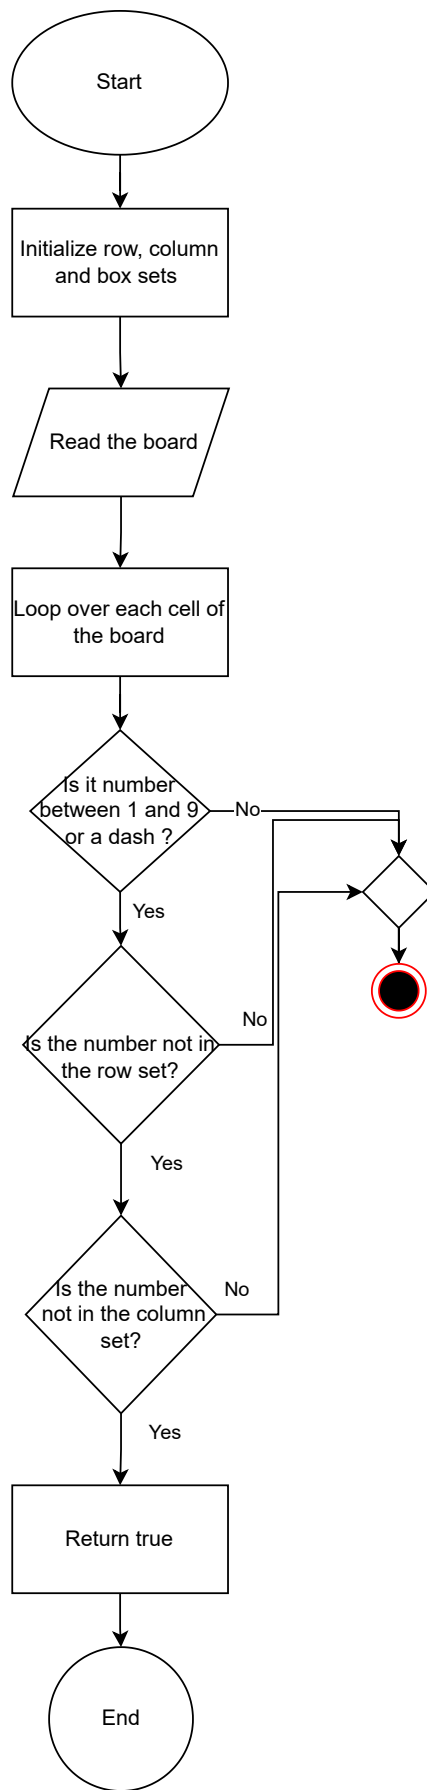 Start
Initialize row, column
and box sets
Read the board
Loop over each cell of
the board
Is it number
between 1 and 9
or a dash ?
No
Yes
Is the number not in
the row set?
No
Yes
Is the number
not in the column
set?
No
Yes
Return true
End